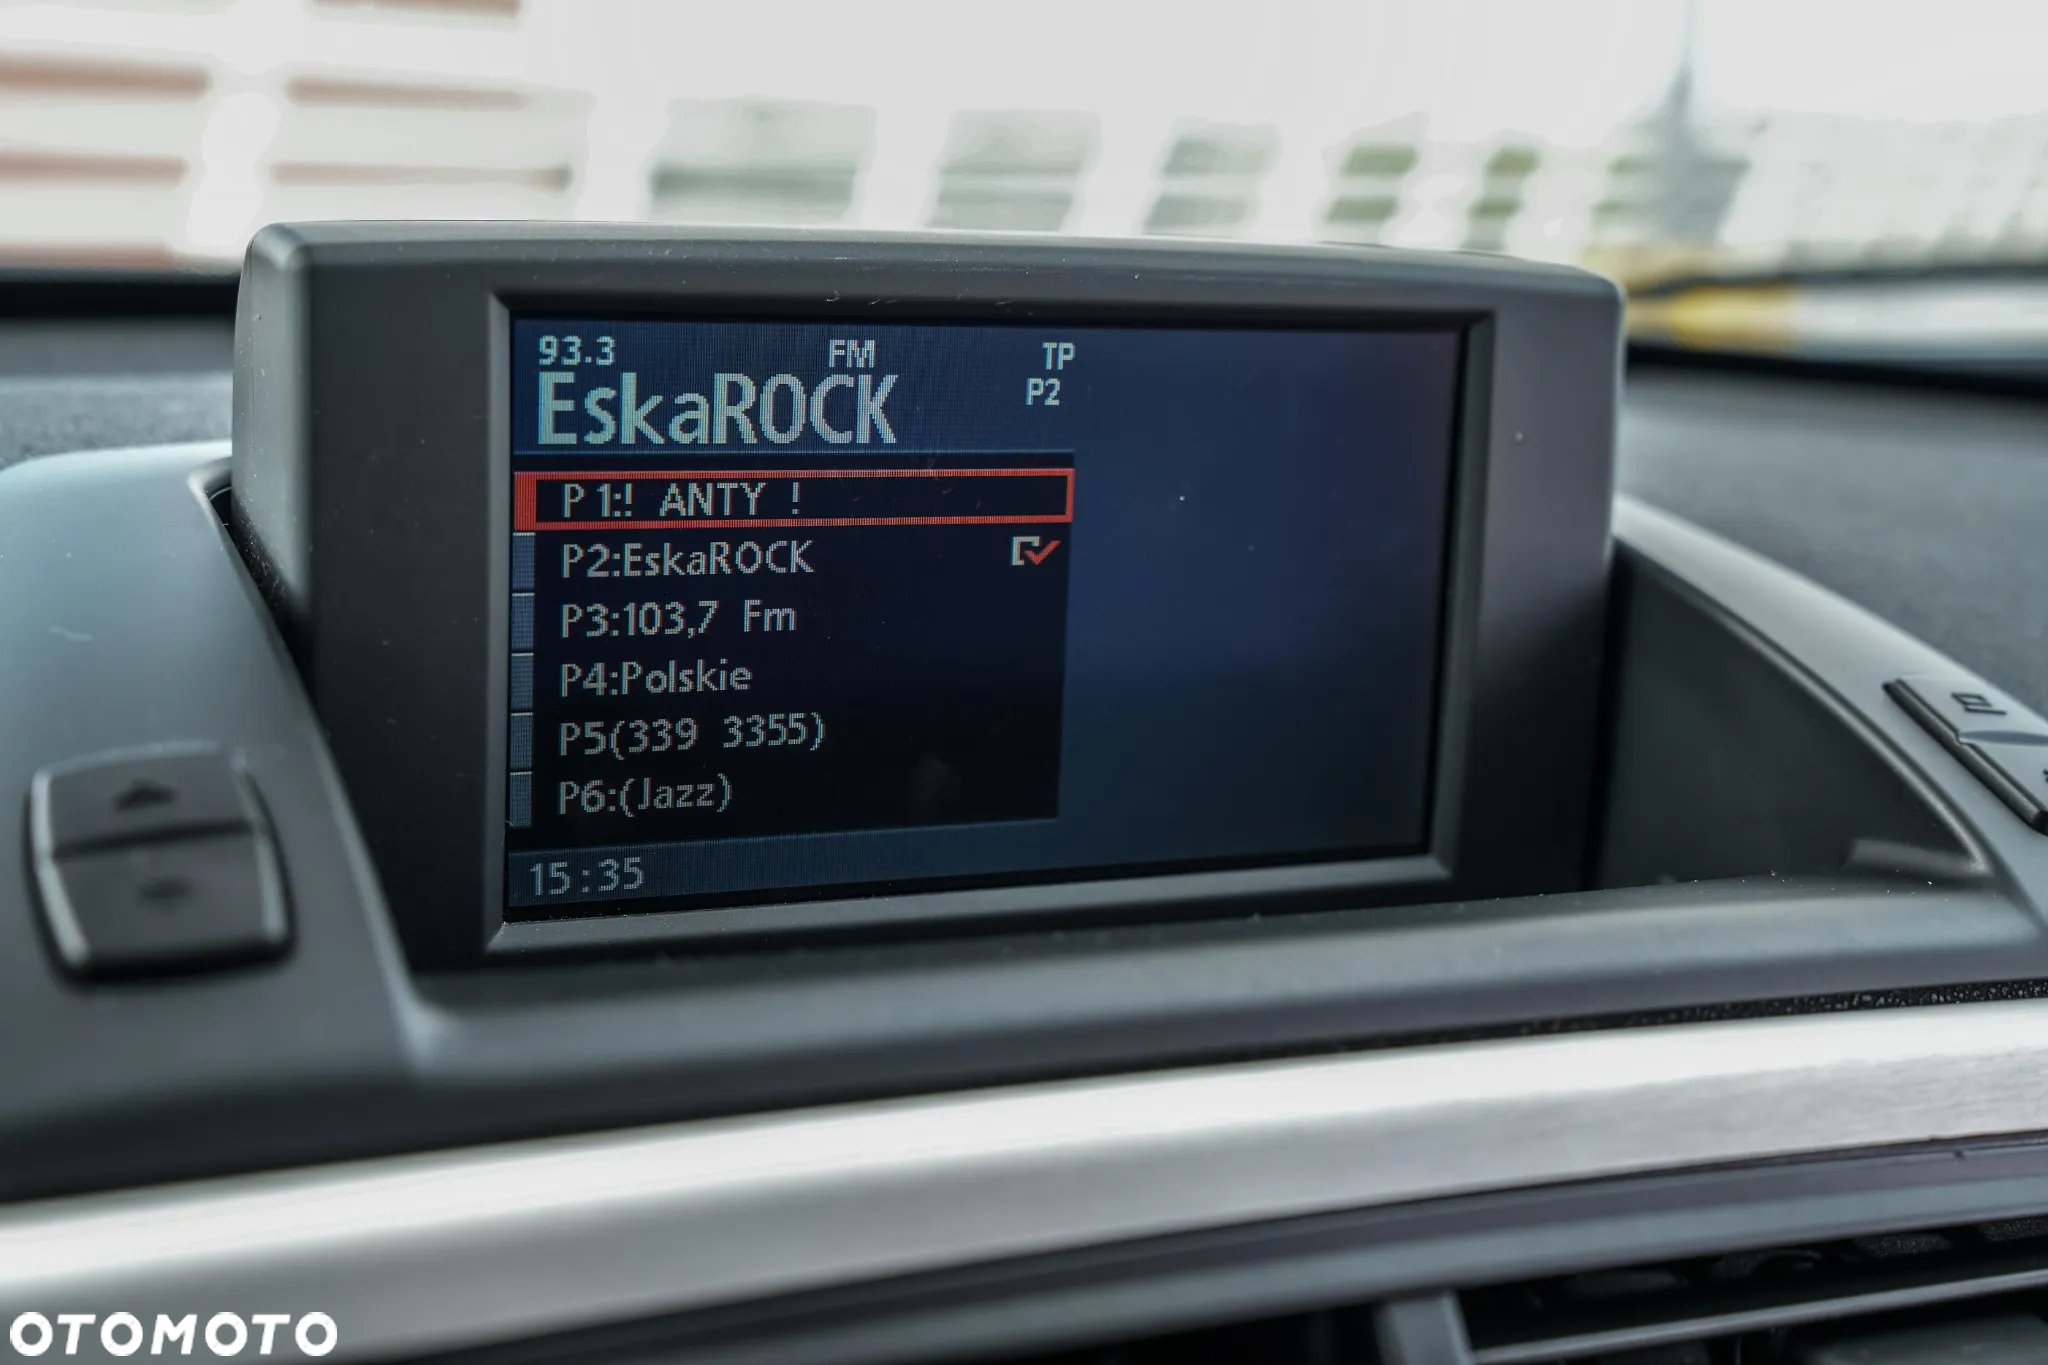 93.3 FM TP
EskaROCK P2
P1:! ANTY !
P2:EskaROCK
P3:103,7 Fm
P4:Polskie
P5(339 3355)
P6:(Jazz)
15:35
OTOMOTO